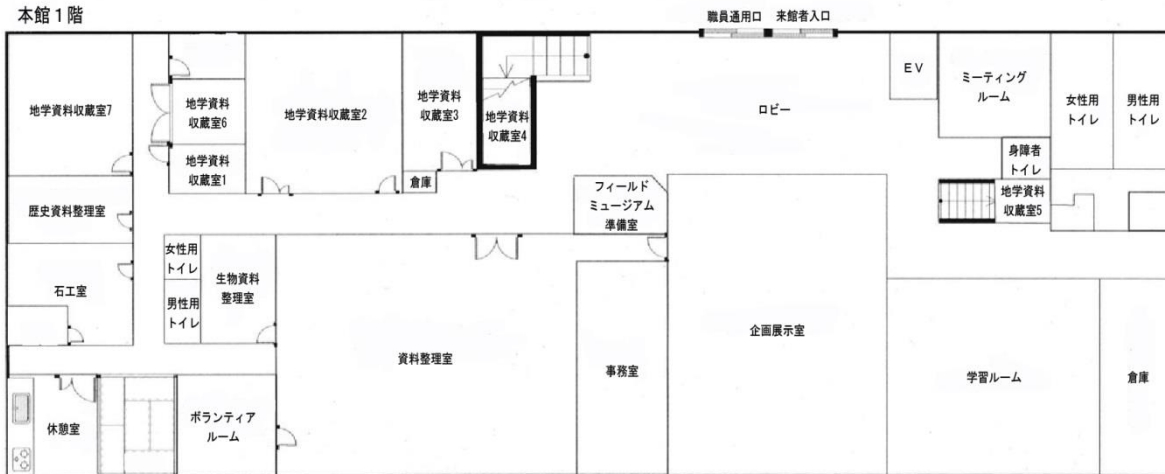 本館1階
職員通用口 来館者入口
地学資料収蔵室7
地学資料
収蔵室6
地学資料
収蔵室1
地学資料収蔵室2
地学資料
収蔵室3
倉庫
地学資料
収蔵室4
ロビー
EV
ミーティング
ルーム
女性用
トイレ
男性用
トイレ
身障者
トイレ
地学資料
収蔵室5
歴史資料整理室
フィールド
ミュージアム
準備室
石工室
女性用
トイレ
男性用
トイレ
生物資料
整理室
資料整理室
事務室
企画展示室
学習ルーム
倉庫
休憩室
ボランティア
ルーム